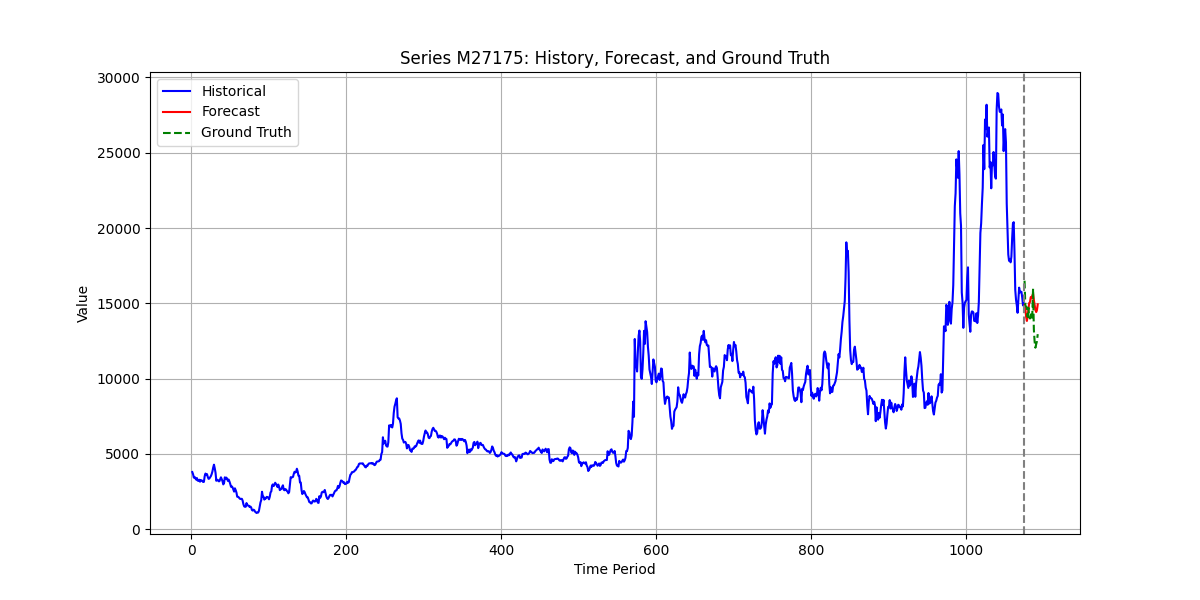 Series M27175: History, Forecast, and Ground Truth
Historical
Forecast
Ground Truth
30000
25000
20000
15000
10000
5000
0
Value
0 200 400 600 800 1000
Time Period